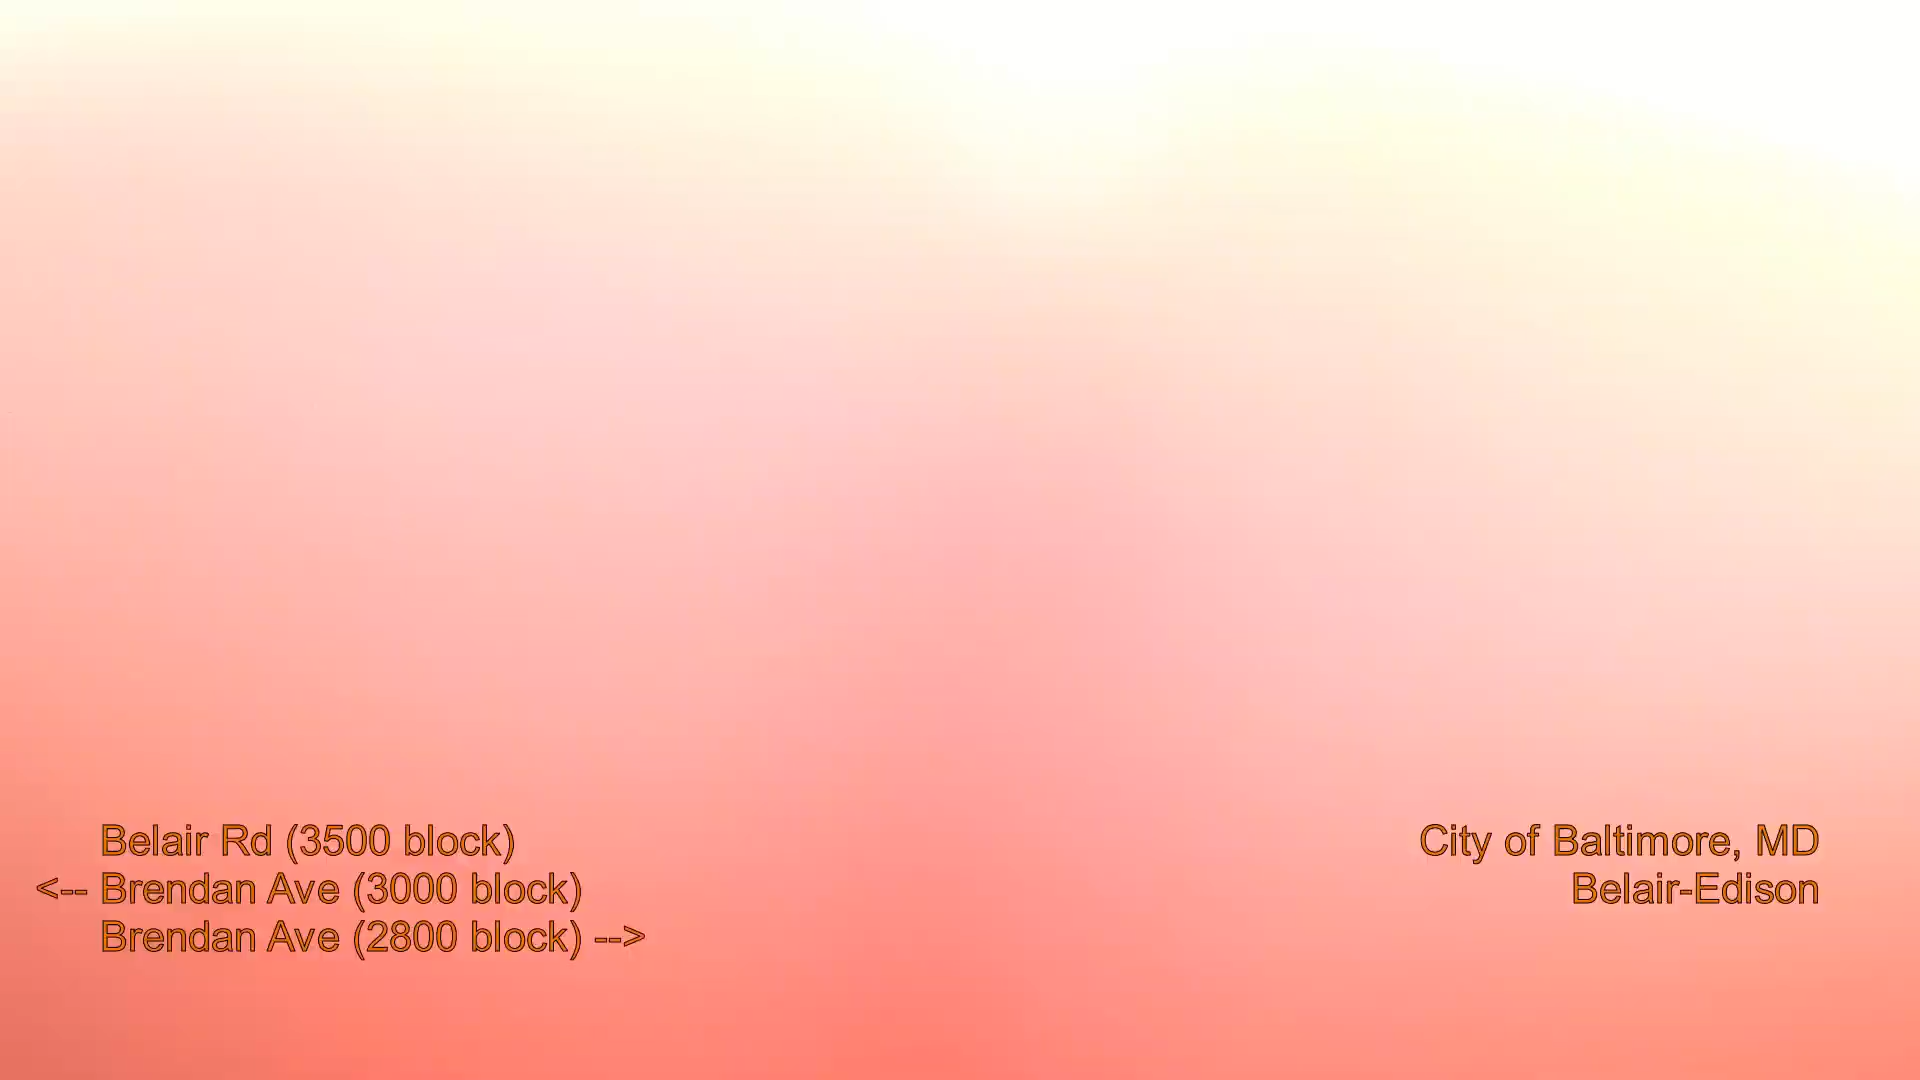 Belair Rd (3500 block)
<-- Brendan Ave (3000 block)
Brendan Ave (2800 block) -->
City of Baltimore, MD
Belair-Edison